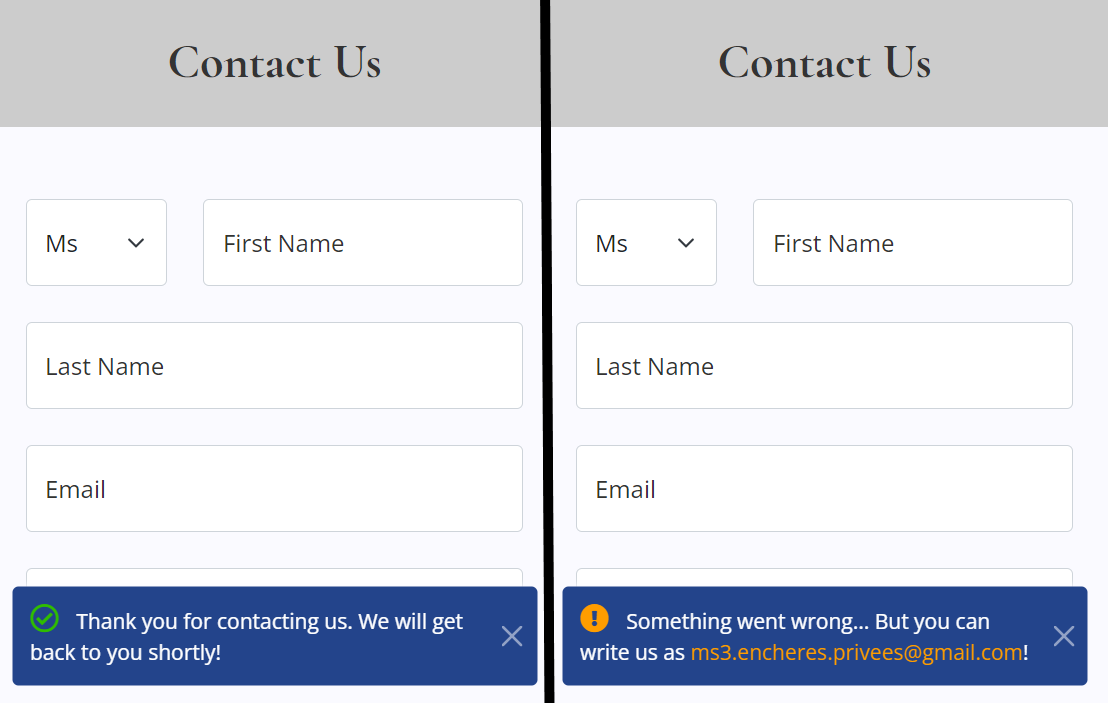 Contact Us
Ms
First Name
Last Name
Email
Thank you for contacting us. We will get
back to you shortly!
Contact Us
Ms
First Name
Last Name
Email
Something went wrong... But you can
write us as ms3.encheres.privees@gmail.com!